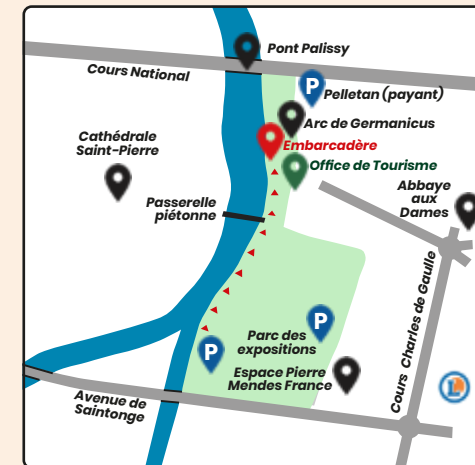 Pont Palissy
Cours National
P
Pelletan (payant)
Arc de Germanicus
Cathédrale
Saint-Pierre
Embarcadère
Office de Tourisme
Abbaye
aux
Dames
Passerelle
piétonne
Cours Charles de Gaulle
P
Parc des
expositions
P
Espace Pierre
Mendes France
Avenue de
Saintonge
L